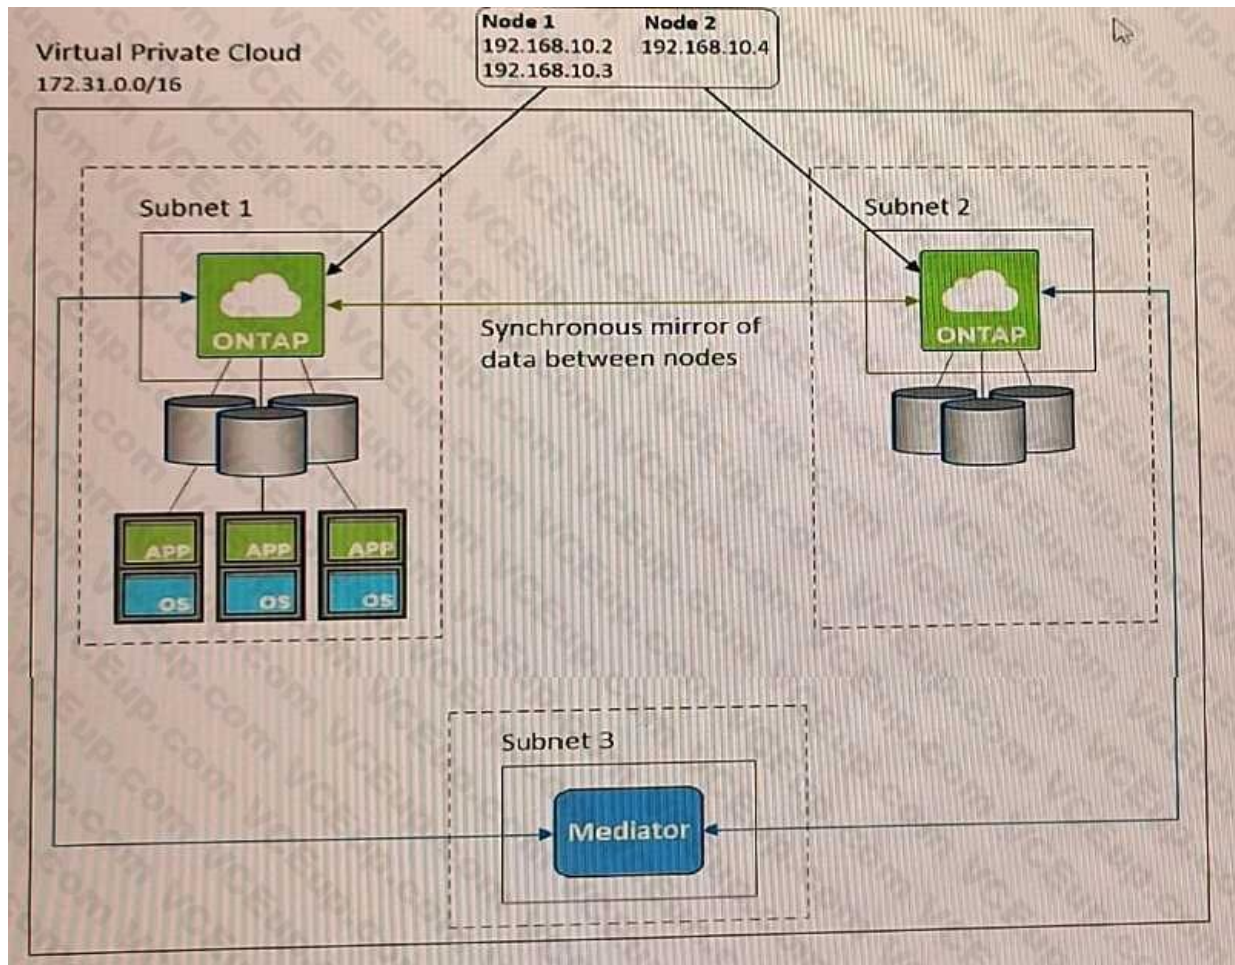 Node 1
Node 2
192.168.10.2
192.168.10.4
192.168.10.3
Virtual Private Cloud
172.31.0.0/16
Subnet 1
Subnet 2
ONTAP
ONTAP
Synchronous mirror of
data between nodes
APP
APP
APP
OS
OS
OS
Subnet 3
Mediator
VCEup.com